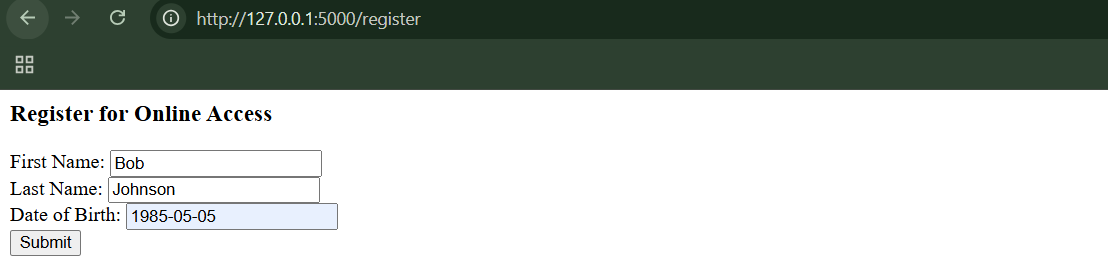 http://127.0.0.1:5000/register
Register for Online Access
First Name: Bob
Last Name: Johnson
Date of Birth: 1985-05-05
Submit